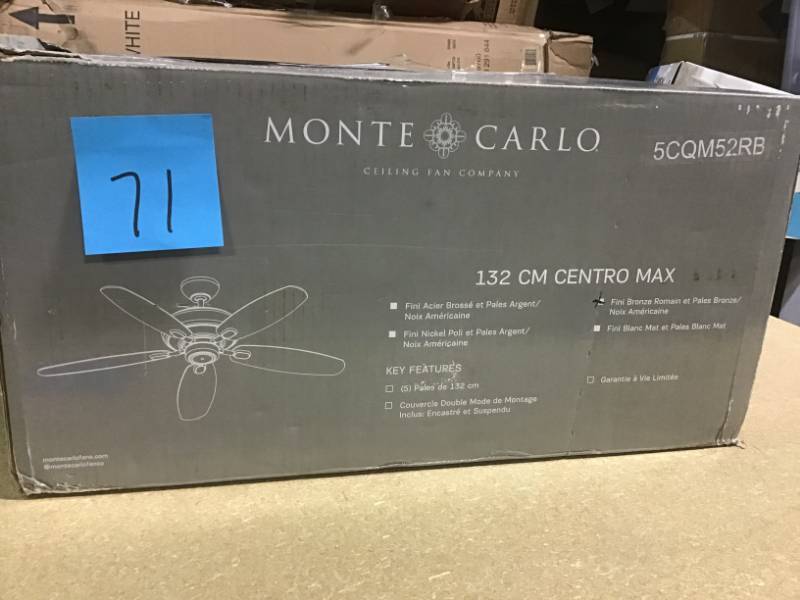 WHITE
291 844
71
MONTE CARLO
CEILING FAN COMPANY
5CQM52RB
132 CM CENTRO MAX
Fini Acier Brossé et Pales Argent/
Noix Américaine
Fini Nickel Poli et Pales Argent/
Noix Américaine
Fini Bronze Romain et Pales Bronze/
Noix Américaine
Fini Blanc Mat et Pales Blanc Mat
KEY FEATURES
(5) Pales de 132 cm
Couvercle Double Mode de Montage
Inclus: Encastré et Suspendu
Garantie à Vie Limitée
montecarlofans.com
@montecarlofansco